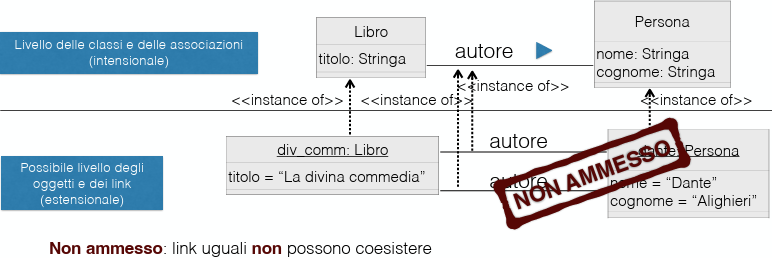 Livello delle classi e delle associazioni
(intensionale)
Libro
titolo: Stringa
autore
Persona
nome: Stringa
cognome: Stringa
<<instance of>>
<<instance of>>
<<instance of>>
<<instance of>>
Possibile livello degli
oggetti e dei link
(estensionale)
div_comm: Libro
titolo = “La divina commedia”
autore
autore
dante: Persona
nome = “Dante”
cognome = “Alighieri”
NON AMMESSO
Non ammesso: link uguali non possono coesistere